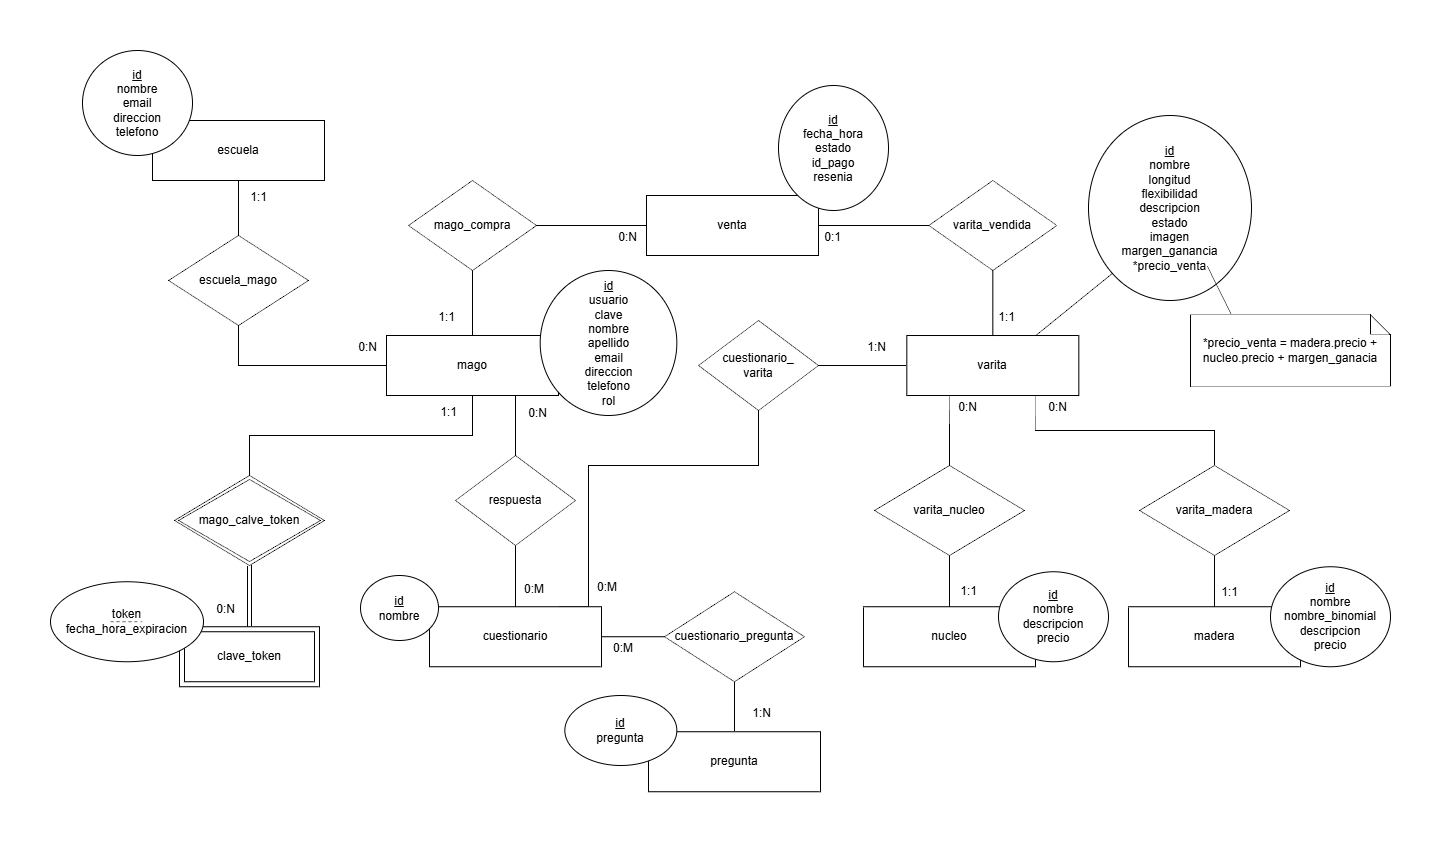 id
nombre
email
direccion
telefono
escuela
1:1
escuela_mago
0:N
mago_compra
0:N
1:1
id
fecha_hora
estado
id_pago
resenia
venta
0:1
varita_vendida
1:1
id
nombre
longitud
flexibilidad
descripcion
estado
imagen
margen_ganancia
*precio_venta
*precio_venta = madera.precio +
nucleo.precio + margen_ganacia
id
usuario
clave
nombre
apellido
email
direccion
telefono
rol
mago
1:1
0:N
cuestionario_
varita
1:N
varita
0:N
0:N
mago_calve_token
0:N
token
fecha_hora_expiracion
clave_token
respuesta
0:M
0:M
id
nombre
cuestionario
0:M
cuestionario_pregunta
1:N
id
pregunta
pregunta
varita_nucleo
1:1
id
nombre
descripcion
precio
nucleo
varita_madera
1:1
id
nombre
nombre_binomial
descripcion
precio
madera